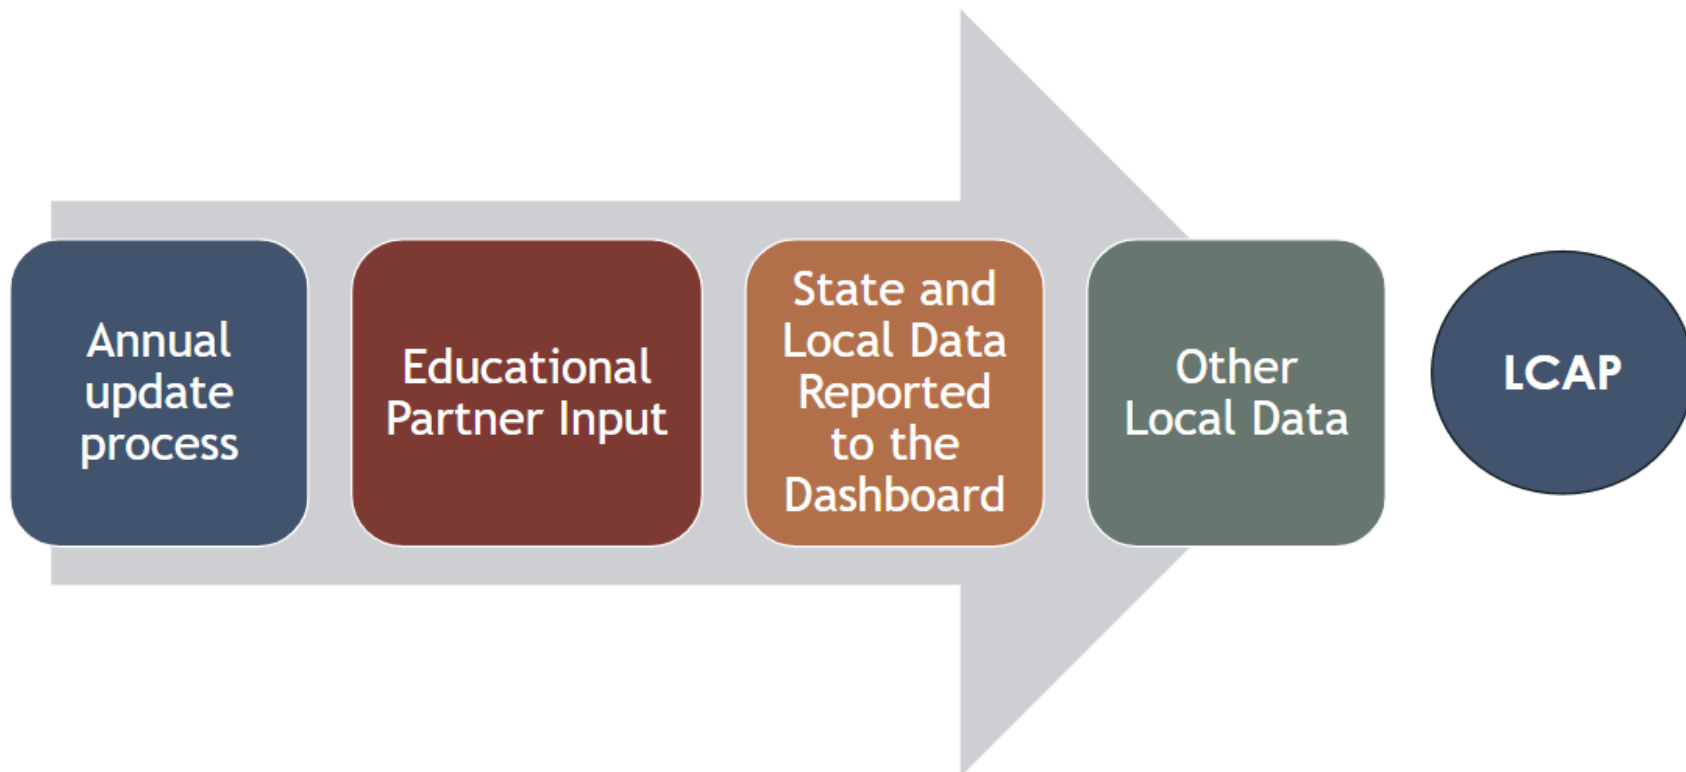 Annual
update
process
Educational
Partner Input
State and
Local Data
Reported
to the
Dashboard
Other
Local Data
LCAP